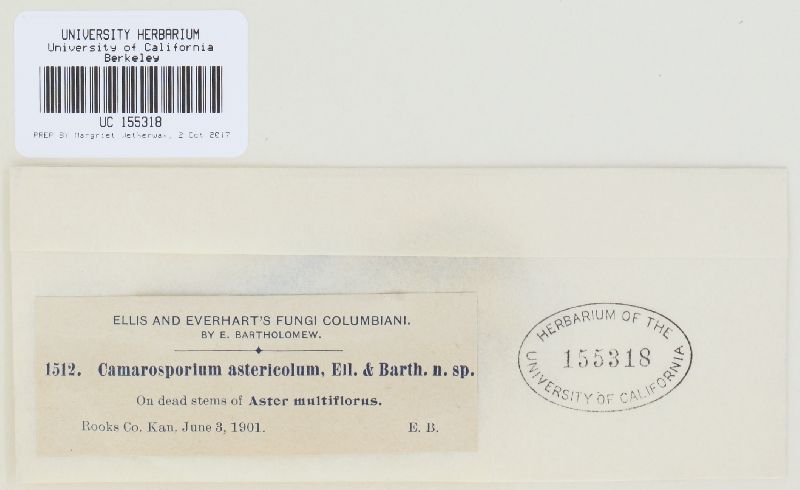 UNIVERSITY HERBARIUM
University of California
Berkeley
UC 155318
PREP BY Margriet Wetherwax, 2 Oct 2017
ELLIS AND EVERHART'S FUNGI COLUMBIANI.
BY E. BARTHOLOMEW.
1512. Camarosporium astericolum, Ell. & Barth. n. sp.
On dead stems of Aster multiflorus.
Rooks Co. Kan, June 3, 1901. E. B.
HERBARIUM OF THE
155318
UNIVERSITY OF CALIFORNIA